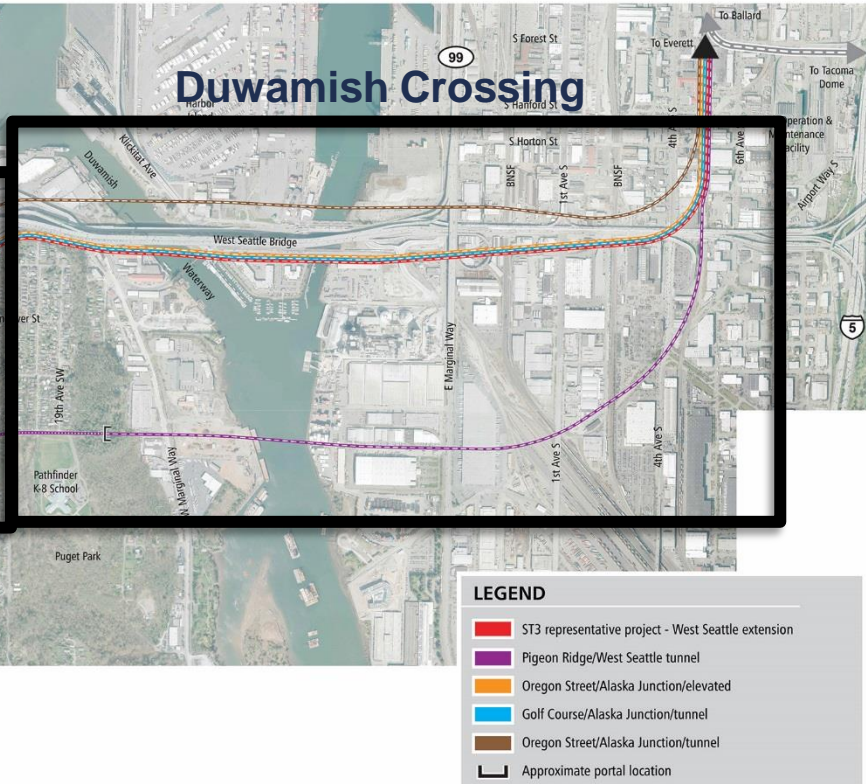 To Ballard
S Forest St
To Everett
99
Duwamish Crossing
To Tacoma
Dome
Harbor
S Hanford St
4th Ave S
6th Ave
Operation &
Maintenance
Facility
Klickitat Ave
S Horton St
BNSF
1st Ave S
BNSF
Airport Way S
Duwamish
West Seattle Bridge
Waterway
5
E Marginal Way
19th Ave SW
1st Ave S
4th Ave S
W Marginal Way
Pathfinder
K-8 School
Puget Park
LEGEND
ST3 representative project - West Seattle extension
Pigeon Ridge/West Seattle tunnel
Oregon Street/Alaska Junction/elevated
Golf Course/Alaska Junction/tunnel
Oregon Street/Alaska Junction/tunnel
Approximate portal location